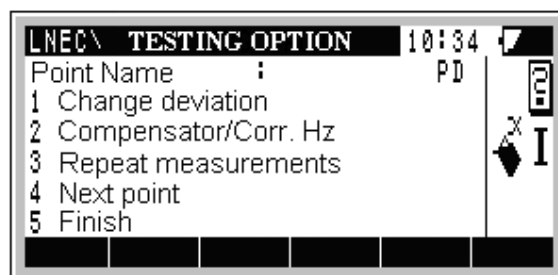 LNEC\ TESTING OPTION 10:34
Point Name : PD
1 Change deviation
2 Compensator/Corr. Hz
3 Repeat measurements
4 Next point
5 Finish
?
x
I